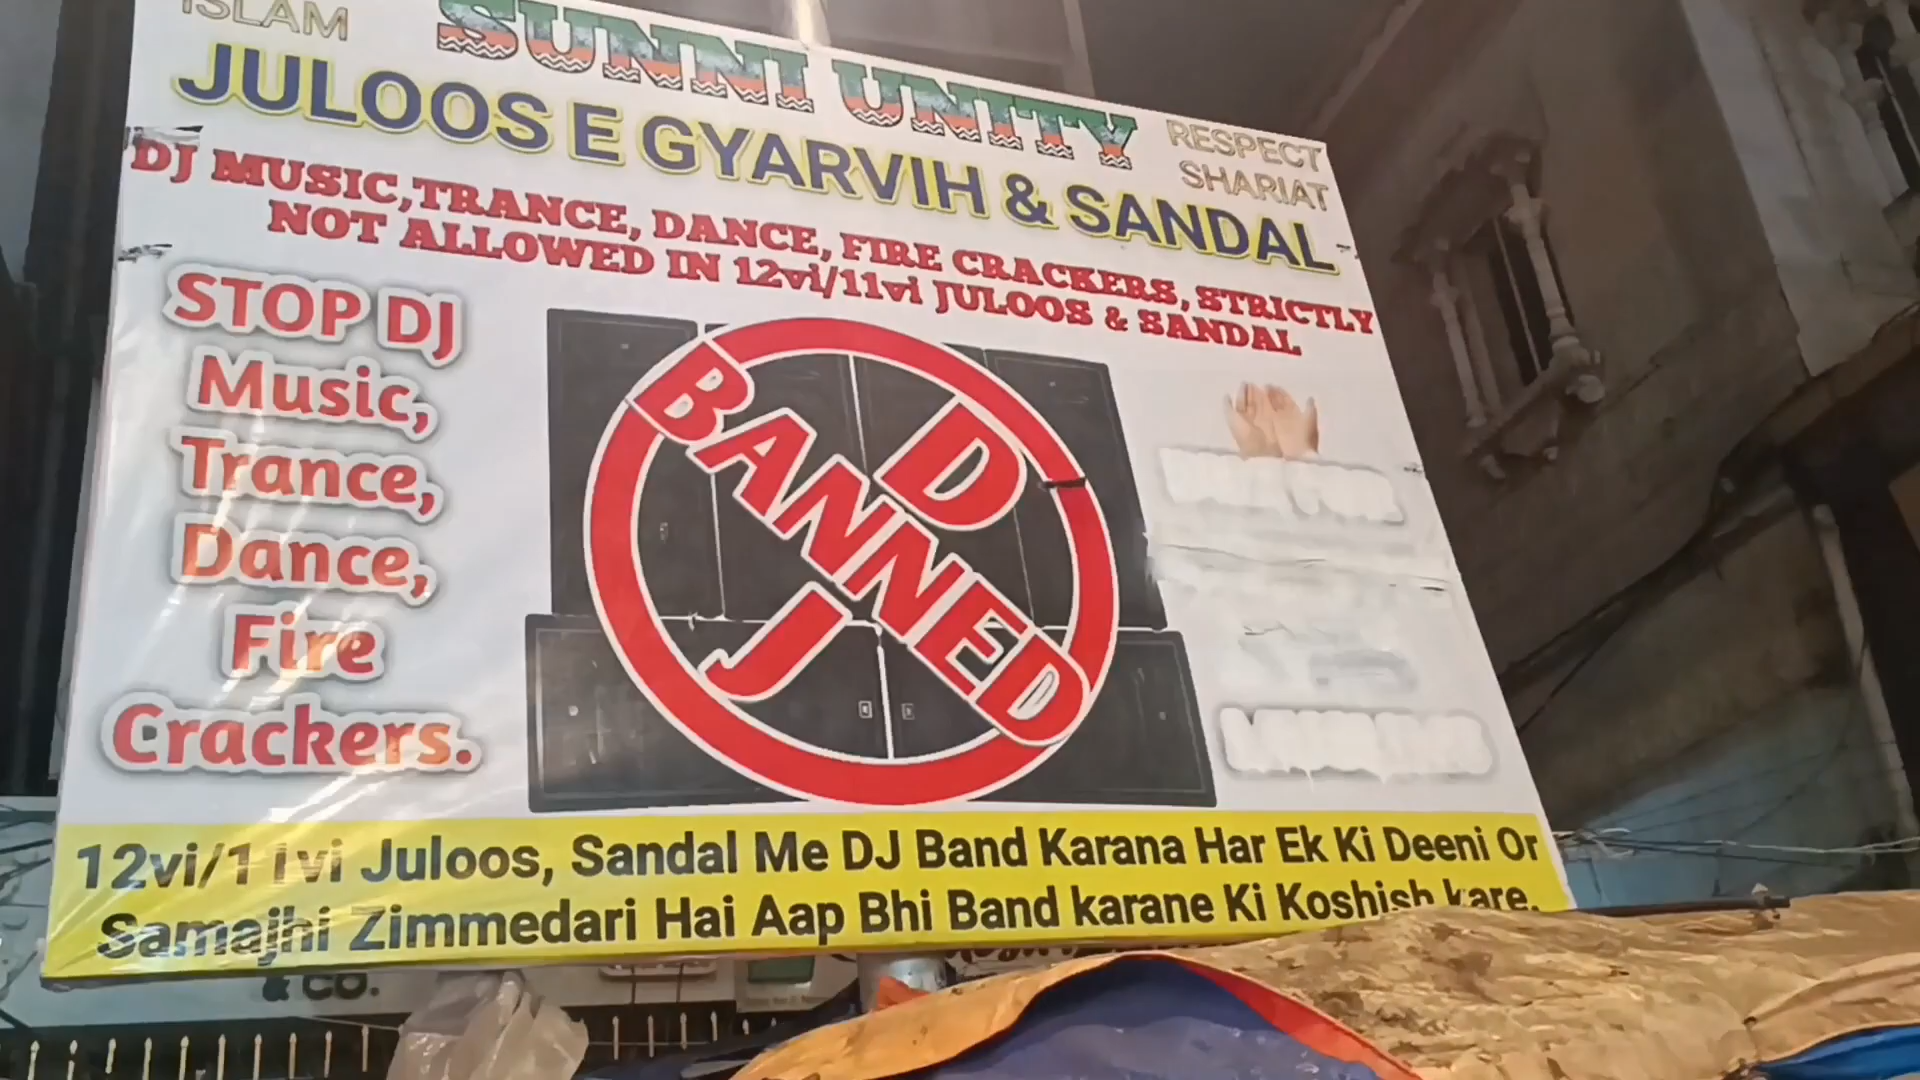 ISLAM
SUNNI UNITY
RESPECT
SHARIAT
JULOOS E GYARVIH & SANDAL
DJ MUSIC,TRANCE, DANCE, FIRE CRACKERS, STRICTLY
NOT ALLOWED IN 12vi/11vi JULOOS & SANDAL
STOP DJ
Music,
Trance,
Dance,
Fire
Crackers.
D J
BANNED
12vi/11vi Juloos, Sandal Me DJ Band Karana Har Ek Ki Deeni Or
Samajhi Zimmedari Hai Aap Bhi Band karane Ki Koshish kare.
& CO.